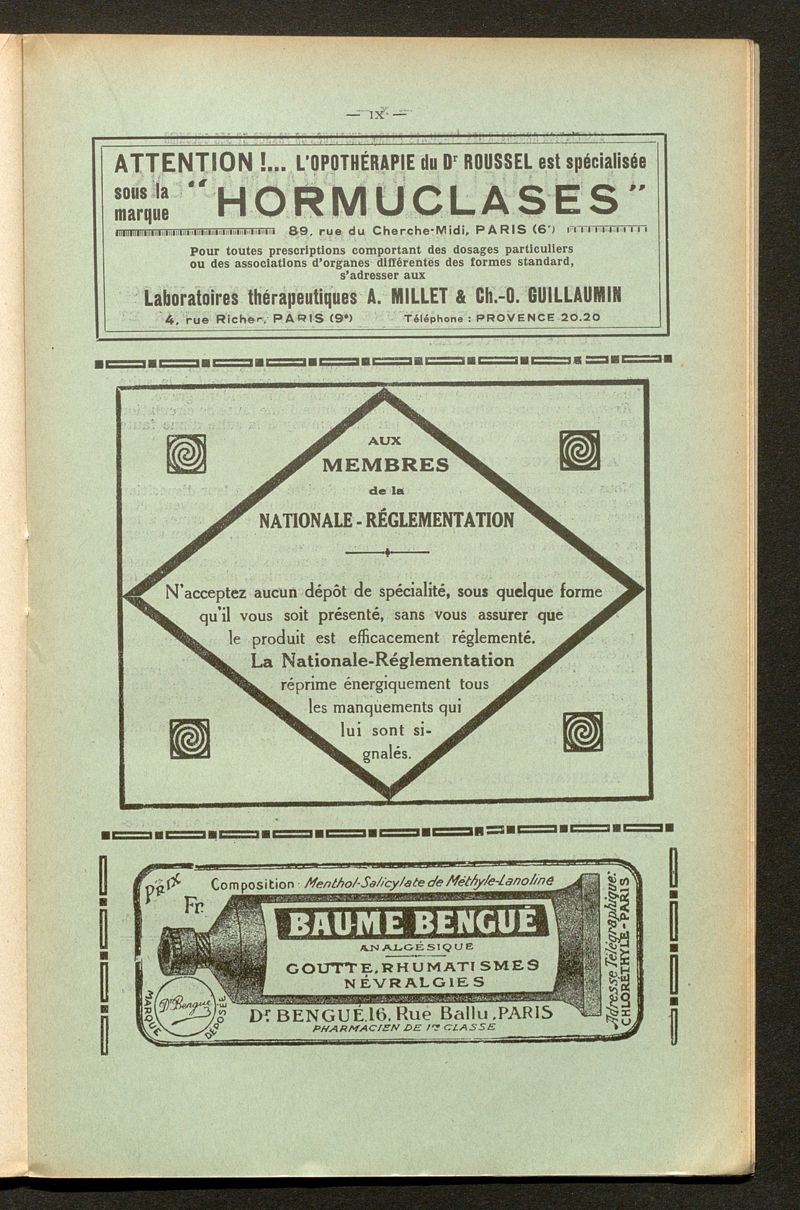 — IX —
ATTENTION !... L'OPOTHÉRAPIE du Dr ROUSSEL est spécialisée
sous la marque "HORMUCLASES"
89, rue du Cherche-Midi, PARIS (6e)
Pour toutes prescriptions comportant des dosages particuliers
ou des associations d'organes différentes des formes standard,
s'adresser aux
Laboratoires thérapeutiques A. MILLET & Ch.-O. GUILLAUMIN
4, rue Richer, PARIS (9e) Téléphone : PROVENCE 20.20
AUX
MEMBRES
de la
NATIONALE - RÉGLEMENTATION
N'acceptez aucun dépôt de spécialité, sous quelque forme
qu'il vous soit présenté, sans vous assurer que
le produit est efficacement réglementé.
La Nationale-Réglementation
réprime énergiquement tous
les manquements qui
lui sont si-
gnalés.
PRIX
Fr.
Composition : Menthol-Salicylate de Méthyle-Lanoline
BAUME BENGUÉ
ANALGÉSIQUE
GOUTTE, RHUMATISMES
NÉVRALGIES
Dr BENGUÉ, 16, Rue Ballu, PARIS
PHARMACIEN DE 1re CLASSE
MARQUE DÉPOSÉE
Dr Bengué
Adresse Télégraphique:
CHLORÉTHYLE-PARIS